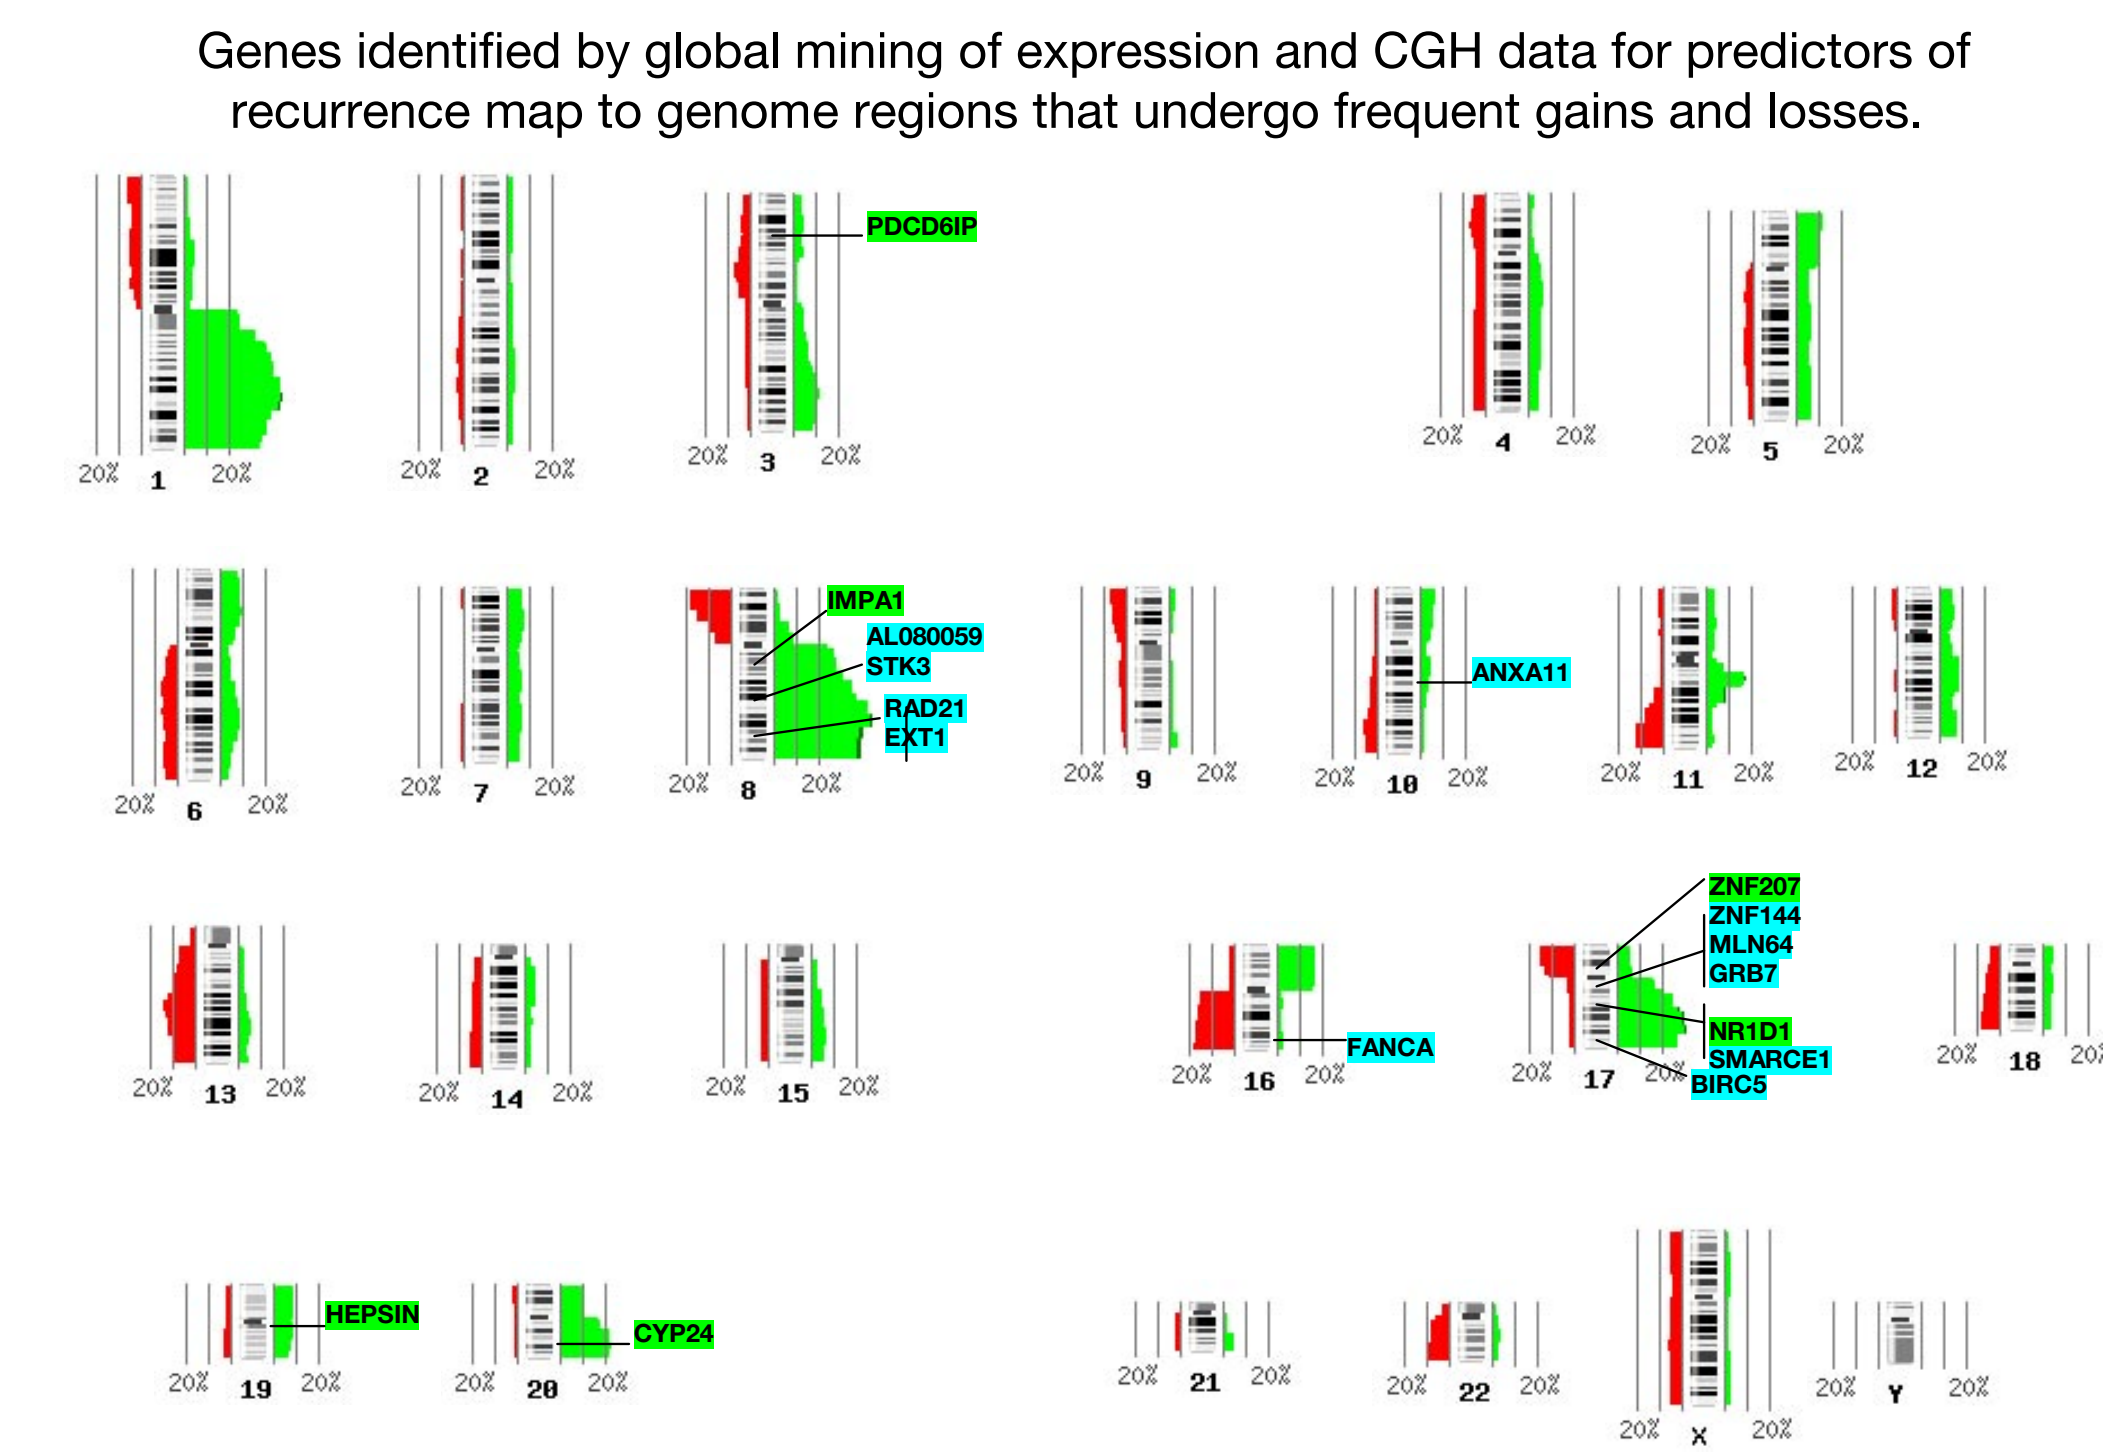 Genes identified by global mining of expression and CGH data for predictors of
recurrence map to genome regions that undergo frequent gains and losses.
PDCD6IP
20% 1 20%
20% 2 20%
20% 3 20%
20% 4 20%
20% 5 20%
IMPA1
AL080059
STK3
RAD21
EXT1
ANXA11
20% 6 20%
20% 7 20%
20% 8 20%
20% 9 20%
20% 10 20%
20% 11 20%
20% 12 20%
ZNF207
ZNF144
MLN64
GRB7
NR1D1
SMARCE1
BIRC5
FANCA
20% 13 20%
20% 14 20%
20% 15 20%
20% 16 20%
20% 17 20%
20% 18 20
HEPSIN
CYP24
20% 19 20%
20% 20 20%
20% 21 20%
20% 22 20%
20% X 20%
20% Y 20%